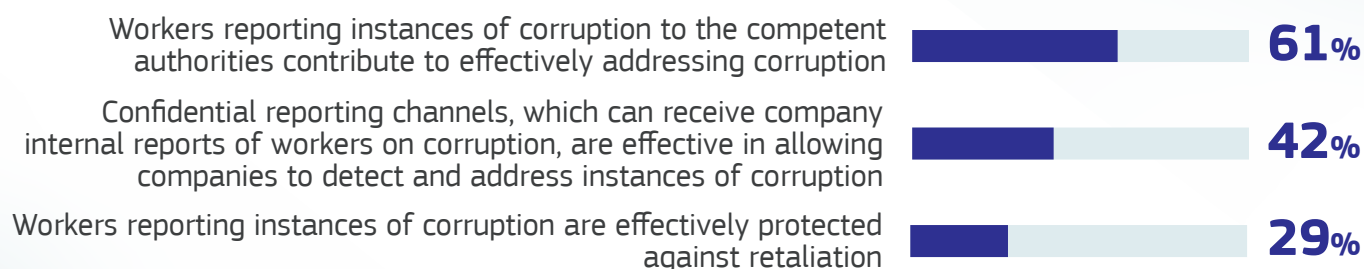 Workers reporting instances of corruption to the competent
authorities contribute to effectively addressing corruption
61%
Confidential reporting channels, which can receive company
internal reports of workers on corruption, are effective in allowing
companies to detect and address instances of corruption
42%
Workers reporting instances of corruption are effectively protected
against retaliation
29%